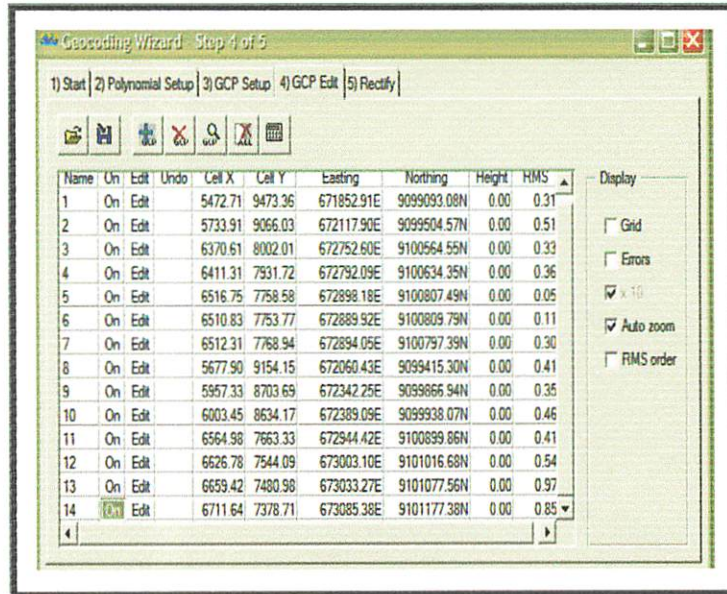 Geocoding Wizard - Step 4 of 5
1) Start 2) Polynomial Setup 3) GCP Setup 4) GCP Edit 5) Rectify
GCP GCP GCP ALL
Name On Edit Undo Cell X Cell Y Easting Northing Height RMS
1 On Edit 5472.71 9473.36 671852.91E 9099093.08N 0.00 0.31
2 On Edit 5733.91 9066.03 672117.90E 9099504.57N 0.00 0.51
3 On Edit 6370.61 8002.01 672752.60E 9100564.55N 0.00 0.33
4 On Edit 6411.31 7931.72 672792.09E 9100634.35N 0.00 0.36
5 On Edit 6516.75 7758.58 672898.18E 9100807.49N 0.00 0.05
6 On Edit 6510.83 7753.77 672889.92E 9100809.79N 0.00 0.11
7 On Edit 6512.31 7768.94 672894.05E 9100797.39N 0.00 0.30
8 On Edit 5677.90 9154.15 672060.43E 9099415.30N 0.00 0.41
9 On Edit 5957.33 8703.69 672342.25E 9099866.94N 0.00 0.35
10 On Edit 6003.45 8634.17 672389.09E 9099938.07N 0.00 0.46
11 On Edit 6564.98 7663.33 672944.42E 9100899.86N 0.00 0.41
12 On Edit 6626.78 7544.09 673003.10E 9101016.68N 0.00 0.54
13 On Edit 6659.42 7480.98 673033.27E 9101077.56N 0.00 0.97
14 On Edit 6711.64 7378.71 673085.38E 9101177.38N 0.00 0.85
Display
Grid
Errors
x 10
Auto zoom
RMS order